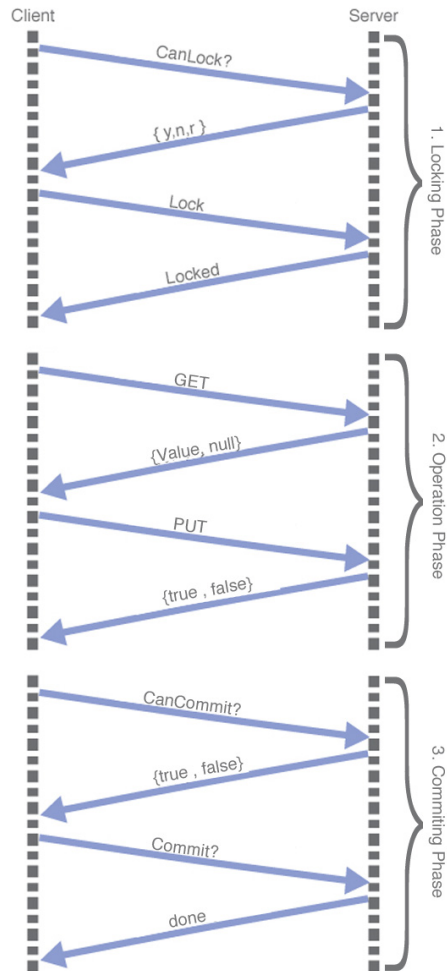 Client
Server
CanLock?
{ y,n,r }
Lock
Locked
1. Locking Phase
GET
{Value, null}
PUT
{true , false}
2. Operation Phase
CanCommit?
{true , false}
Commit?
done
3. Commiting Phase